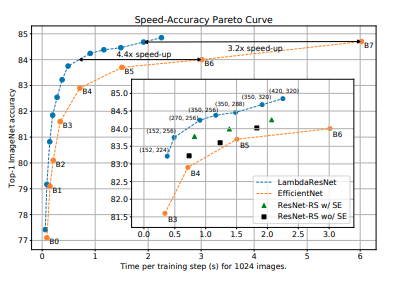 Speed-Accuracy Pareto Curve
Top-1 ImageNet accuracy
85
84
83
82
81
80
79
78
77
4.4x speed-up
3.2x speed-up
B7
B6
B5
B4
B3
B2
B1
B0
85.0
84.5
84.0
83.5
83.0
82.5
82.0
81.5
(420, 320)
(350, 320)
(350, 288)
(350, 256)
(270, 256)
(152, 256)
(152, 224)
B6
B5
B4
B3
0.0 0.5 1.0 1.5 2.0 2.5 3.0
LambdaResNet
EfficientNet
ResNet-RS w/ SE
ResNet-RS w/o SE
0 1 2 3 4 5 6
Time per training step (s) for 1024 images.